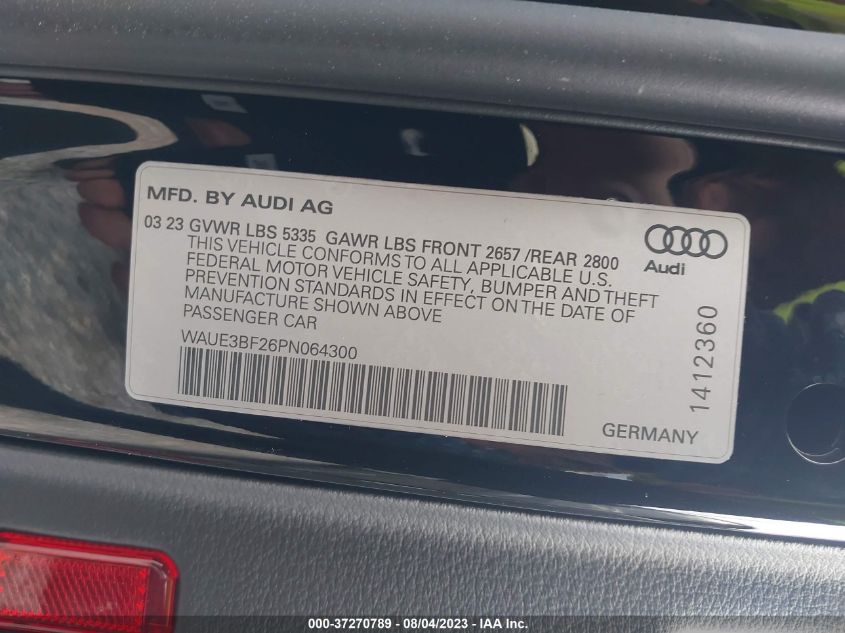 MFD. BY AUDI AG
03 23 GVWR LBS 5335 GAWR LBS FRONT 2657 /REAR 2800
THIS VEHICLE CONFORMS TO ALL APPLICABLE U.S.
FEDERAL MOTOR VEHICLE SAFETY, BUMPER AND THEFT
PREVENTION STANDARDS IN EFFECT ON THE DATE OF
MANUFACTURE SHOWN ABOVE
PASSENGER CAR
WAUE3BF26PN064300
Audi
1412360
GERMANY
000-37270789 - 08/04/2023 - IAA Inc.